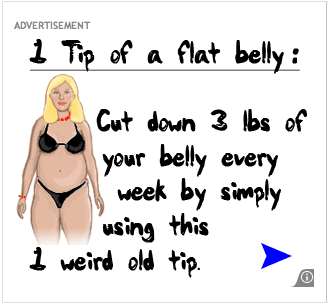 ADVERTISEMENT
1 Tip of a flat belly:
Cut down 3 lbs of
your belly every
week by simply
using this
1 weird old tip.